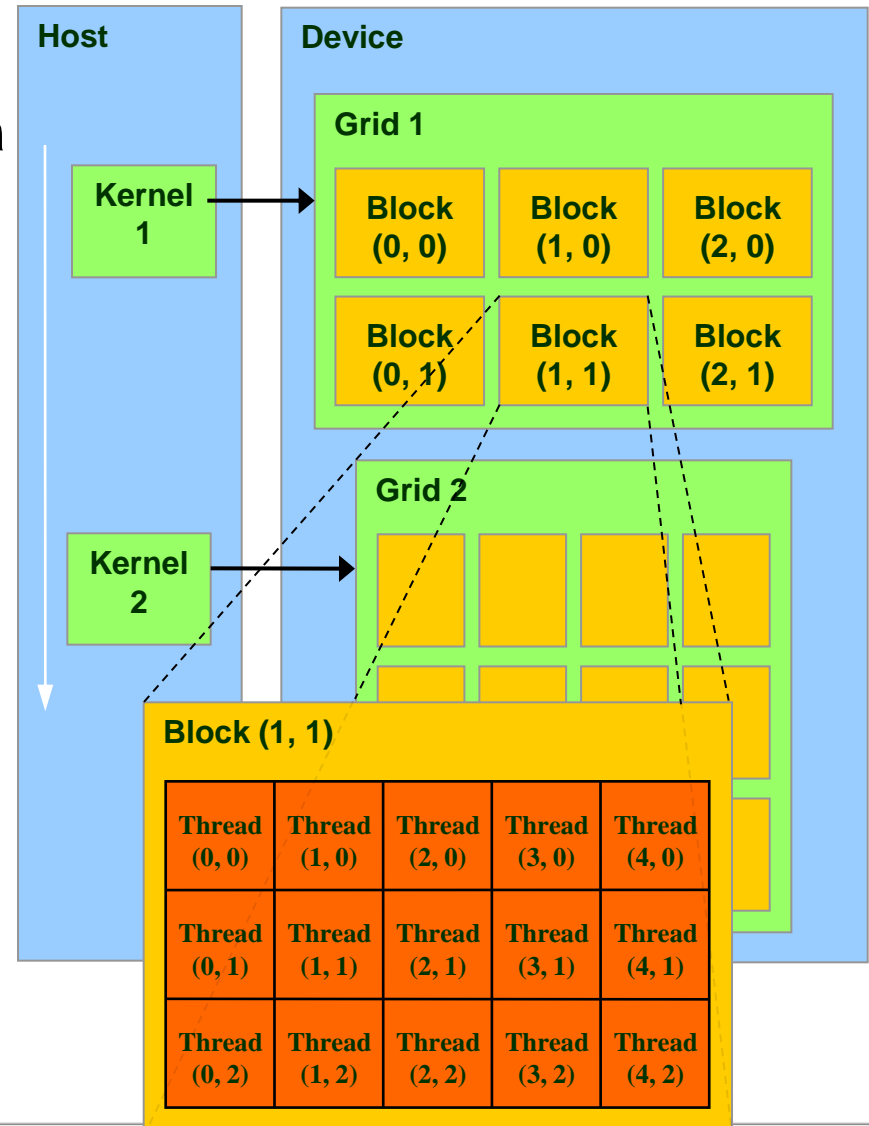 Host
Device
Grid 1
Kernel
1
Block
(0, 0)
Block
(1, 0)
Block
(2, 0)
Block
(0, 1)
Block
(1, 1)
Block
(2, 1)
Grid 2
Kernel
2
Block (1, 1)
Thread
(0, 0)
Thread
(1, 0)
Thread
(2, 0)
Thread
(3, 0)
Thread
(4, 0)
Thread
(0, 1)
Thread
(1, 1)
Thread
(2, 1)
Thread
(3, 1)
Thread
(4, 1)
Thread
(0, 2)
Thread
(1, 2)
Thread
(2, 2)
Thread
(3, 2)
Thread
(4, 2)